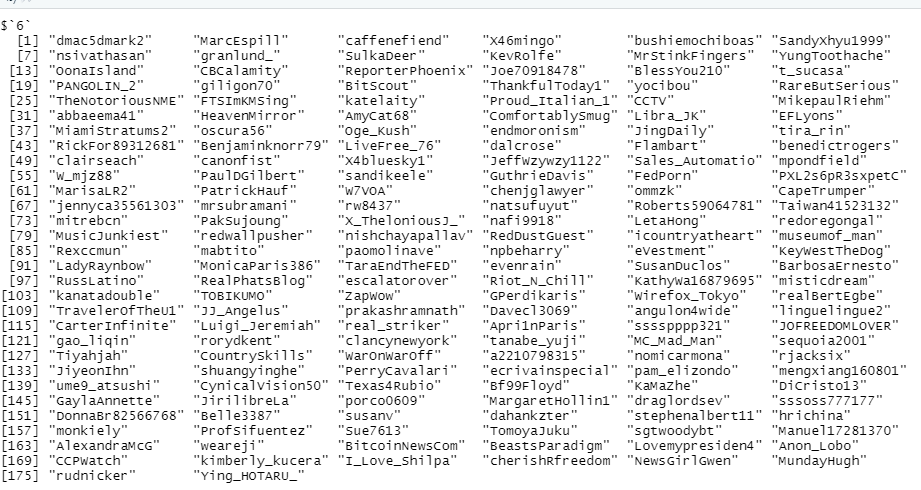 $`6`
[1] "dmac5dmark2" "MarcEspill" "caffenefiend" "X46mingo" "bushiemochiboas" "SandyXhyu1999"
[7] "nsivathasan" "granlund_" "SulkaDeer" "KevRolfe" "MrStinkFingers" "YungToothache"
[13] "OonaIsland" "CBCalamity" "ReporterPhoenix" "Joe70918478" "BlessYou210" "t_sucasa"
[19] "PANGOLIN_2" "giligon70" "BitScout" "ThankfulToday1" "yocibou" "RareButSerious"
[25] "TheNotoriousNME" "FTSImKMSing" "katelaity" "Proud_Italian_1" "CCTV" "MikepaulRiehm"
[31] "abbaeema41" "HeavenMirror" "AmyCat68" "ComfortablySmug" "Libra_JK" "EFLyons"
[37] "MiamiStratums2" "oscura56" "Oge_Kush" "endmoronism" "JingDaily" "tira_rin"
[43] "RickFor89312681" "Benjaminknorr79" "LiveFree_76" "dalcrose" "Flambart" "benedictrogers"
[49] "clairseach" "canonfist" "X4bluesky1" "JeffWzywzy1122" "Sales_Automatio" "mpondfield"
[55] "W_mjz88" "PaulDGilbert" "sandikeele" "GuthrieDavis" "FedPorn" "PXL2s6pR3sxpetC"
[61] "MarisaLR2" "PatrickHauf" "W7VOA" "chenjglawyer" "ommzk" "CapeTrumper"
[67] "jennyca35561303" "mrsubramani" "rw8437" "natsufuyut" "Roberts59064781" "Taiwan41523132"
[73] "mitrebcn" "PakSujoung" "X_TheloniousJ_" "nafi9918" "LetaHong" "redoregongal"
[79] "MusicJunkiest" "redwallpusher" "nishchayapallav" "RedDustGuest" "icountryatheart" "museumof_man"
[85] "Rexccmun" "mabtito" "paomolinave" "npbeharry" "eVestment" "KeyWestTheDog"
[91] "LadyRaynbow" "MonicaParis386" "TaraEndTheFED" "evenrain" "SusanDuclos" "BarbosaErnesto"
[97] "RussLatino" "RealPhatsBlog" "escalatorover" "Riot_N_Chill" "KathyWa16879695" "misticdream"
[103] "kanatadouble" "TOBIKUMO" "ZapWow" "GPerdikaris" "Wirefox_Tokyo" "realBertEgbe"
[109] "TravelerOfTheU1" "JJ_Angelus" "prakashramnath" "Davecl3069" "angulon4wide" "linguelingue2"
[115] "CarterInfinite" "Luigi_Jeremiah" "real_striker" "Apri1nParis" "sssspppp321" "JOFREEDOMLOVER"
[121] "gao_liqin" "rorydkent" "clancynewyork" "tanabe_yuji" "MC_Mad_Man" "sequoia2001"
[127] "Tiyahjah" "CountrySkills" "WarOnWarOff" "a2210798315" "nomicarmona" "rjacksix"
[133] "JiyeonIhn" "shuangyinghe" "PerryCavalari" "ecrivainspecial" "pam_elizondo" "mengxiang160801"
[139] "ume9_atsushi" "CynicalVision50" "Texas4Rubio" "Bf99Floyd" "KaMaZhe" "DiCristo13"
[145] "GaylaAnnette" "JirilibreLa" "porco0609" "MargaretHollin1" "draglordsev" "sssoss777177"
[151] "DonnaBr82566768" "Belle3387" "susanv" "dahankzter" "stephenalbert11" "hrichina"
[157] "monkiely" "ProfSifuentez" "Sue7613" "TomoyaJuku" "sgtwoodybt" "Manuel17281370"
[163] "AlexandraMcG" "weareji" "BitcoinNewsCom" "BeastsParadigm" "Lovemypresiden4" "Anon_Lobo"
[169] "CCPWatch" "kimberly_kucera" "I_Love_Shilpa" "cherishRfreedom" "NewsGirlGwen" "MundayHugh"
[175] "rudnicker" "Ying_HOTARU_"